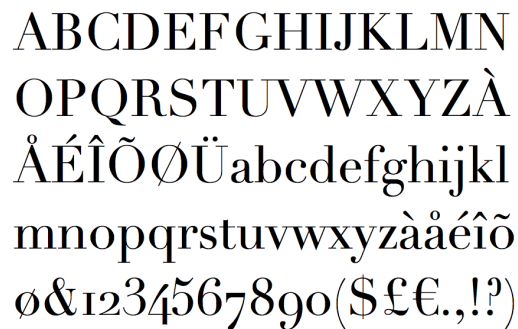 ABCDEFGHIJKLMN
OPQRSTUVWXYZÀ
ÅÉÎÕØÜabcdefghijkl
mnopqrstuvwxyzàåéîõ
ø&1234567890($£€.,!?)